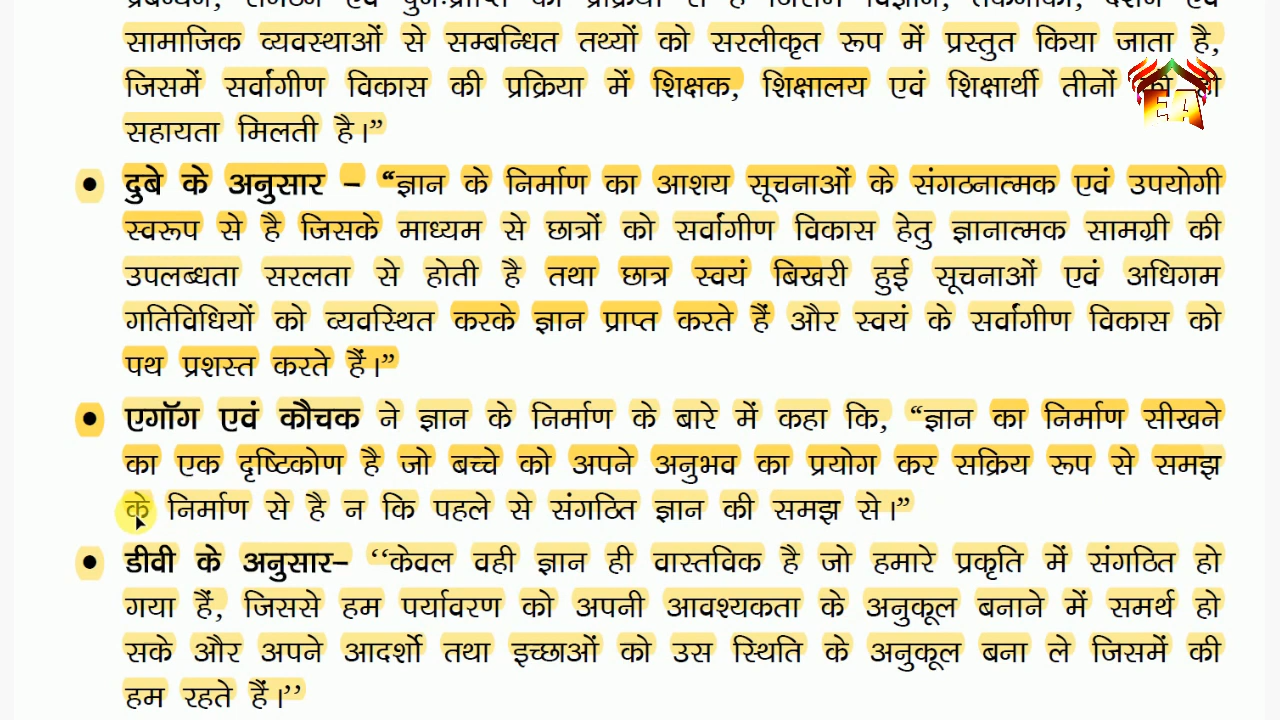 सामाजिक व्यवस्थाओं से सम्बन्धित तथ्यों को सरलीकृत रूप में प्रस्तुत किया जाता है,
जिसमें सर्वांगीण विकास की प्रक्रिया में शिक्षक, शिक्षालय एवं शिक्षार्थी तीनों
EA
सहायता मिलती है।”
• दुबे के अनुसार – “ज्ञान के निर्माण का आशय सूचनाओं के संगठनात्मक एवं उपयोगी
स्वरूप से है जिसके माध्यम से छात्रों को सर्वांगीण विकास हेतु ज्ञानात्मक सामग्री की
उपलब्धता सरलता से होती है तथा छात्र स्वयं बिखरी हुई सूचनाओं एवं अधिगम
गतिविधियों को व्यवस्थित करके ज्ञान प्राप्त करते हैं और स्वयं के सर्वांगीण विकास को
पथ प्रशस्त करते हैं।”
• एगॉग एवं कौचक ने ज्ञान के निर्माण के बारे में कहा कि, “ज्ञान का निर्माण सीखने
का एक दृष्टिकोण है जो बच्चे को अपने अनुभव का प्रयोग कर सक्रिय रूप से समझ
के निर्माण से है न कि पहले से संगठित ज्ञान की समझ से।”
• डीवी के अनुसार– ‘‘केवल वही ज्ञान ही वास्तविक है जो हमारे प्रकृति में संगठित हो
गया हैं, जिससे हम पर्यावरण को अपनी आवश्यकता के अनुकूल बनाने में समर्थ हो
सके और अपने आदर्शो तथा इच्छाओं को उस स्थिति के अनुकूल बना ले जिसमें की
हम रहते हैं।’’